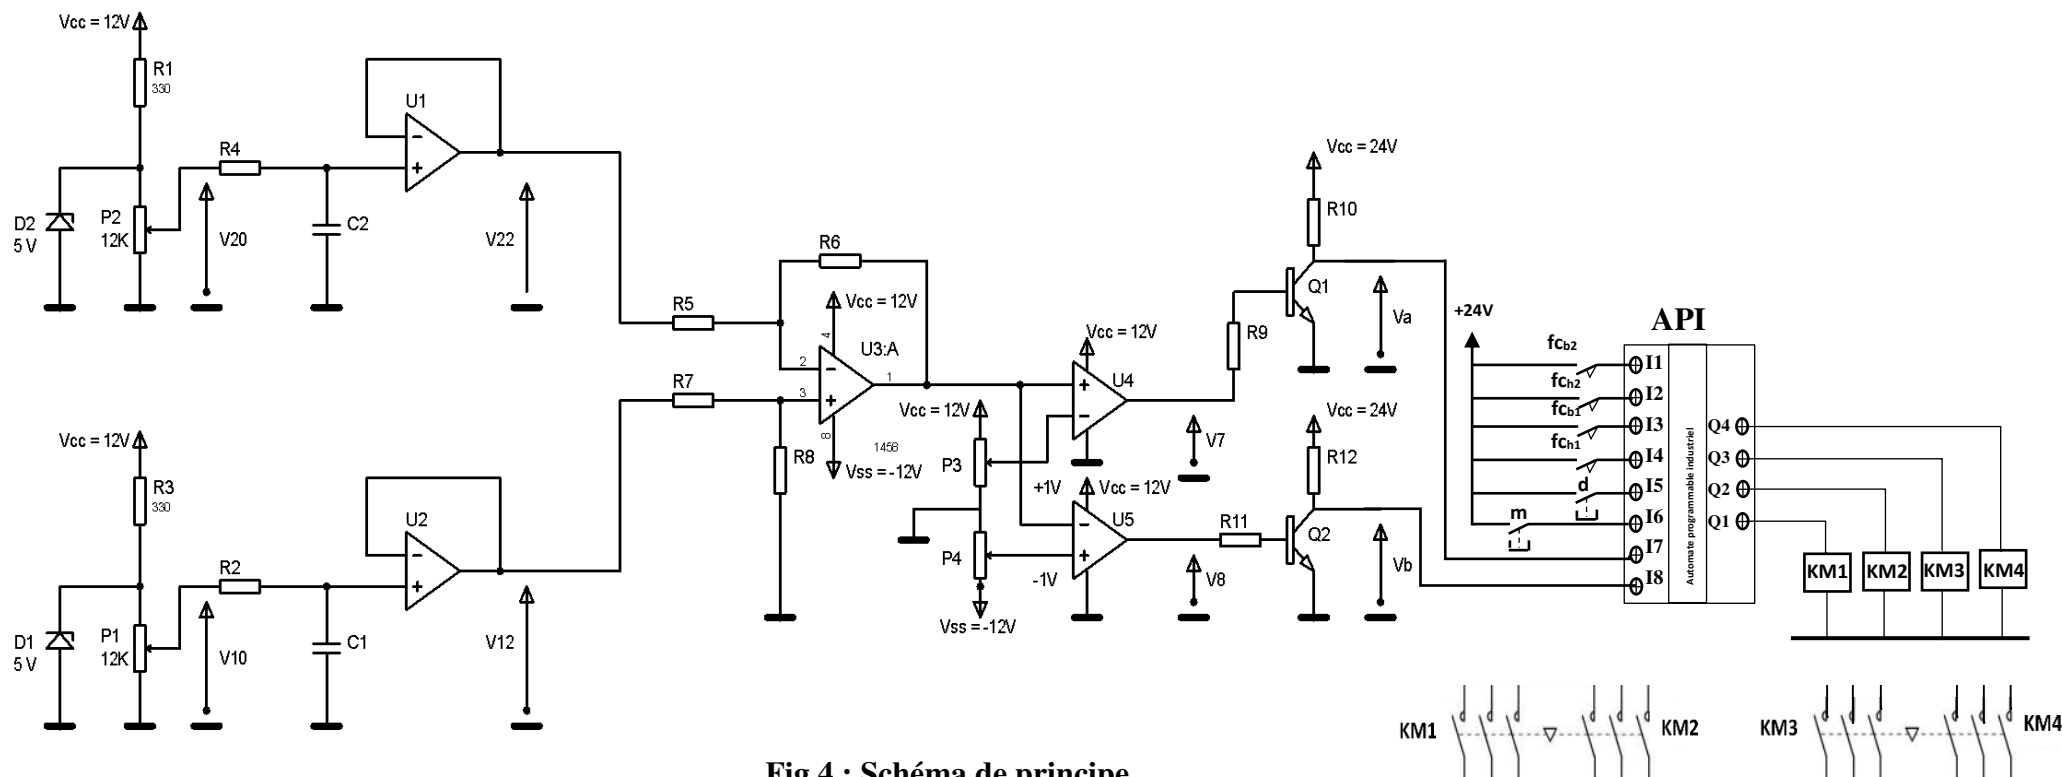 Vcc = 12V
R1
330
R4
U1
D2
5 V
P2
12K
V20
C2
V22
Vcc = 12V
R3
330
R2
U2
D1
5 V
P1
12K
V10
C1
V12
R5
R6
Vcc = 12V
4
U3:A
2
1
3
8
1458
Vss = -12V
R7
R8
Vcc = 12V
U4
Vcc = 12V
P3
+1V
Vcc = 12V
U5
P4
-1V
Vss = -12V
V7
R9
R11
V8
Vcc = 24V
R10
Q1
Va
Vcc = 24V
R12
Q2
Vb
+24V
API
fcb2
fch2
fcb1
fch1
d
m
I1
I2
I3
I4
I5
I6
I7
I8
Automate programmable industriel
Q4
Q3
Q2
Q1
KM1
KM2
KM3
KM4
KM1
KM2
KM3
KM4
Fig 4 : Schéma de principe